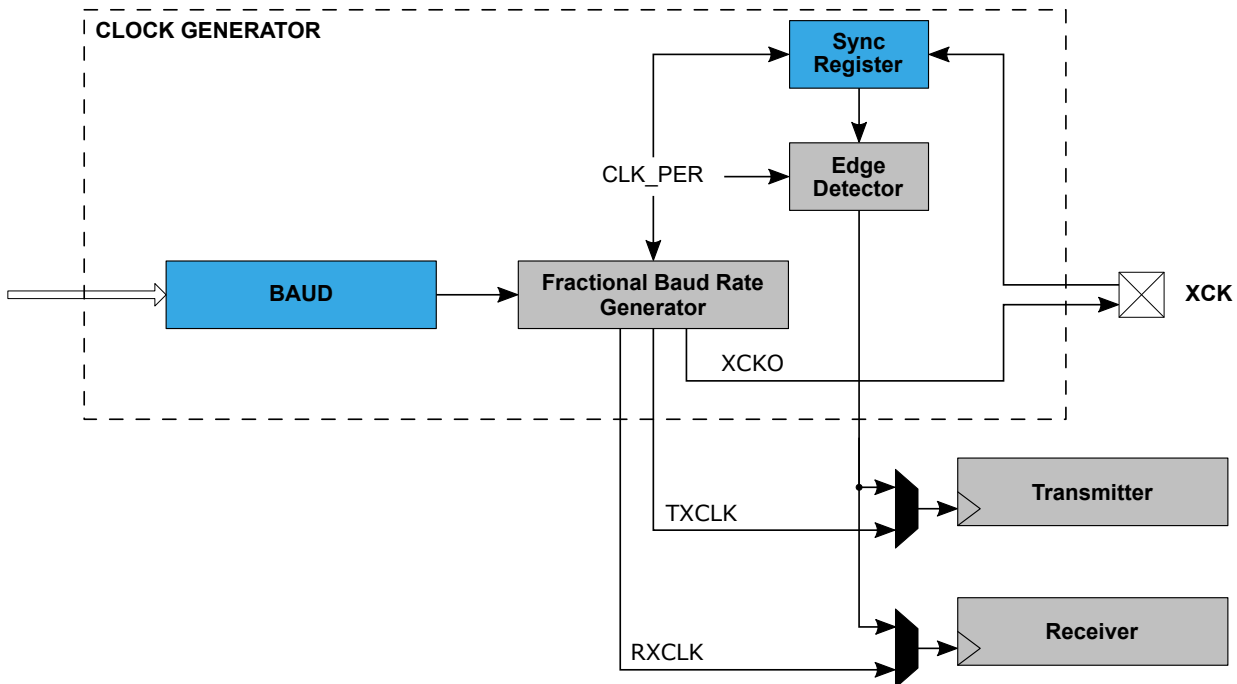 CLOCK GENERATOR
Sync
Register
CLK_PER
Edge
Detector
BAUD
Fractional Baud Rate
Generator
XCK
XCKO
TXCLK
Transmitter
RXCLK
Receiver